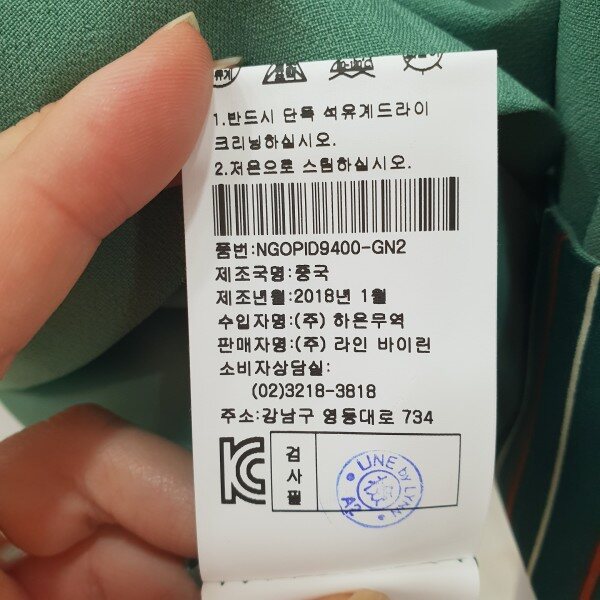 1.반드시 단독 석유계드라이
크리닝하십시오.
2.저온으로 스팀하십시오.
품번:NGOPID9400-GN2
제조국명:중국
제조년월:2018년 1월
수입자명:(주) 하은무역
판매자명:(주) 라인 바이린
소비자상담실:
(02)3218-3818
주소:강남구 영동대로 734
검사필
LINE by LYNN
A2